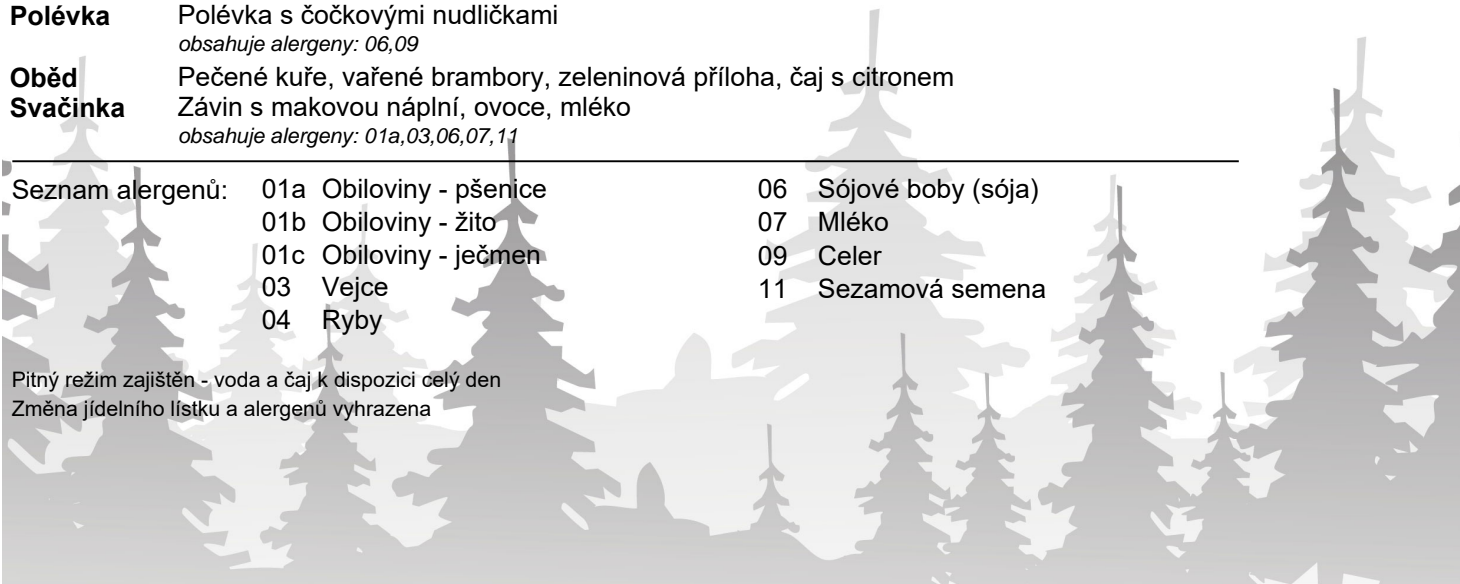 Polévka Polévka s čočkovými nudličkami
obsahuje alergeny: 06,09
Oběd Pečené kuře, vařené brambory, zeleninová příloha, čaj s citronem
Svačinka Závin s makovou náplní, ovoce, mléko
obsahuje alergeny: 01a,03,06,07,11
Seznam alergenů: 01a Obiloviny - pšenice 06 Sójové boby (sója)
01b Obiloviny - žito 07 Mléko
01c Obiloviny - ječmen 09 Celer
03 Vejce 11 Sezamová semena
04 Ryby
Pitný režim zajištěn - voda a čaj k dispozici celý den
Změna jídelního lístku a alergenů vyhrazena